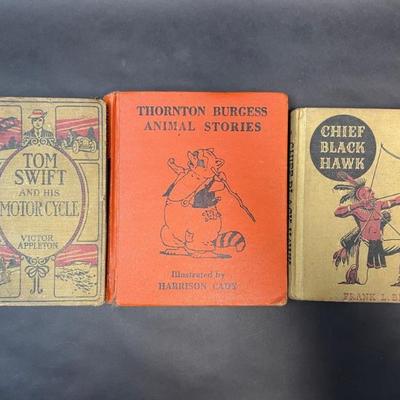 TOM
SWIFT
AND HIS
MOTOR CYCLE
VICTOR
APPLETON
THORNTON BURGESS
ANIMAL STORIES
Illustrated by
HARRISON CADY
CHIEF
BLACK
HAWK
FRANK L. B